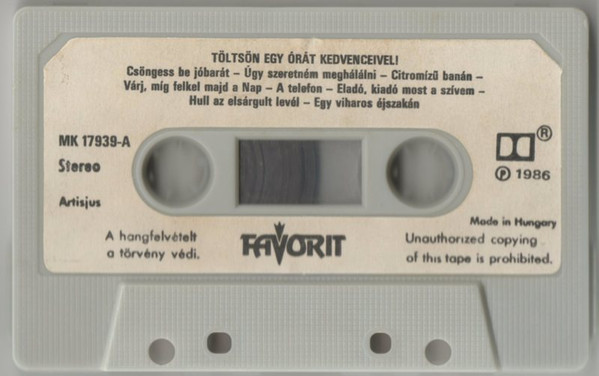 TÖLTSÖN EGY ÓRÁT KEDVENCEIVEL!
Csöngess be jóbarát – Úgy szeretném meghálálni – Citromízű banán –
Várj, míg felkel majd a Nap – A telefon – Eladó, kiadó most a szívem –
Hull az elsárgult levél – Egy viharos éjszakán
MK 17939-A
Stereo
Artisjus
®
℗ 1986
Made in Hungary
A hangfelvételt
a törvény védi.
FAVORIT
Unauthorized copying
of this tape is prohibited.